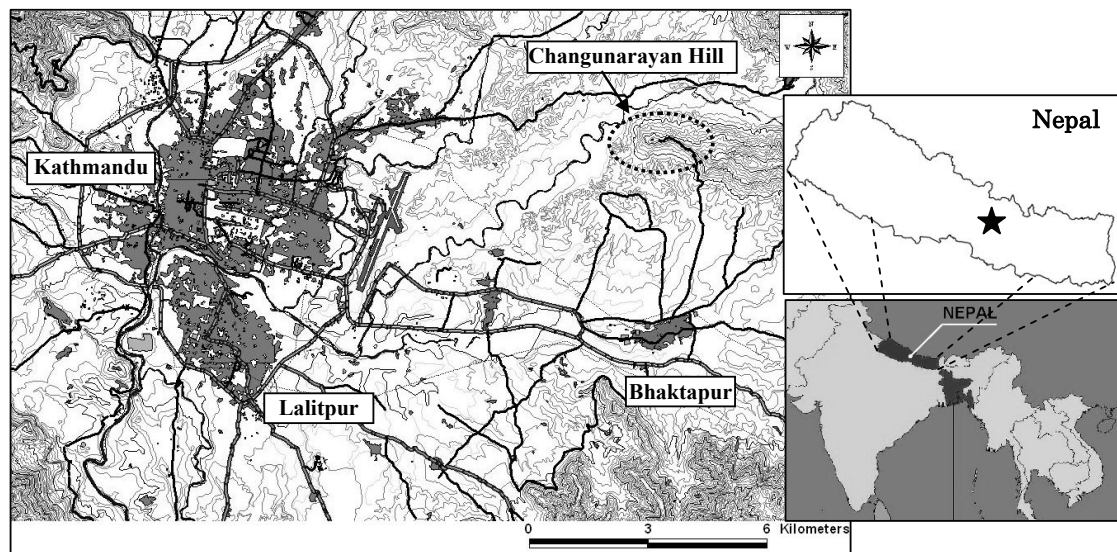 Changunarayan Hill
N
W E
S
Nepal
Kathmandu
NEPAL
Bhaktapur
Lalitpur
0 3 6 Kilometers